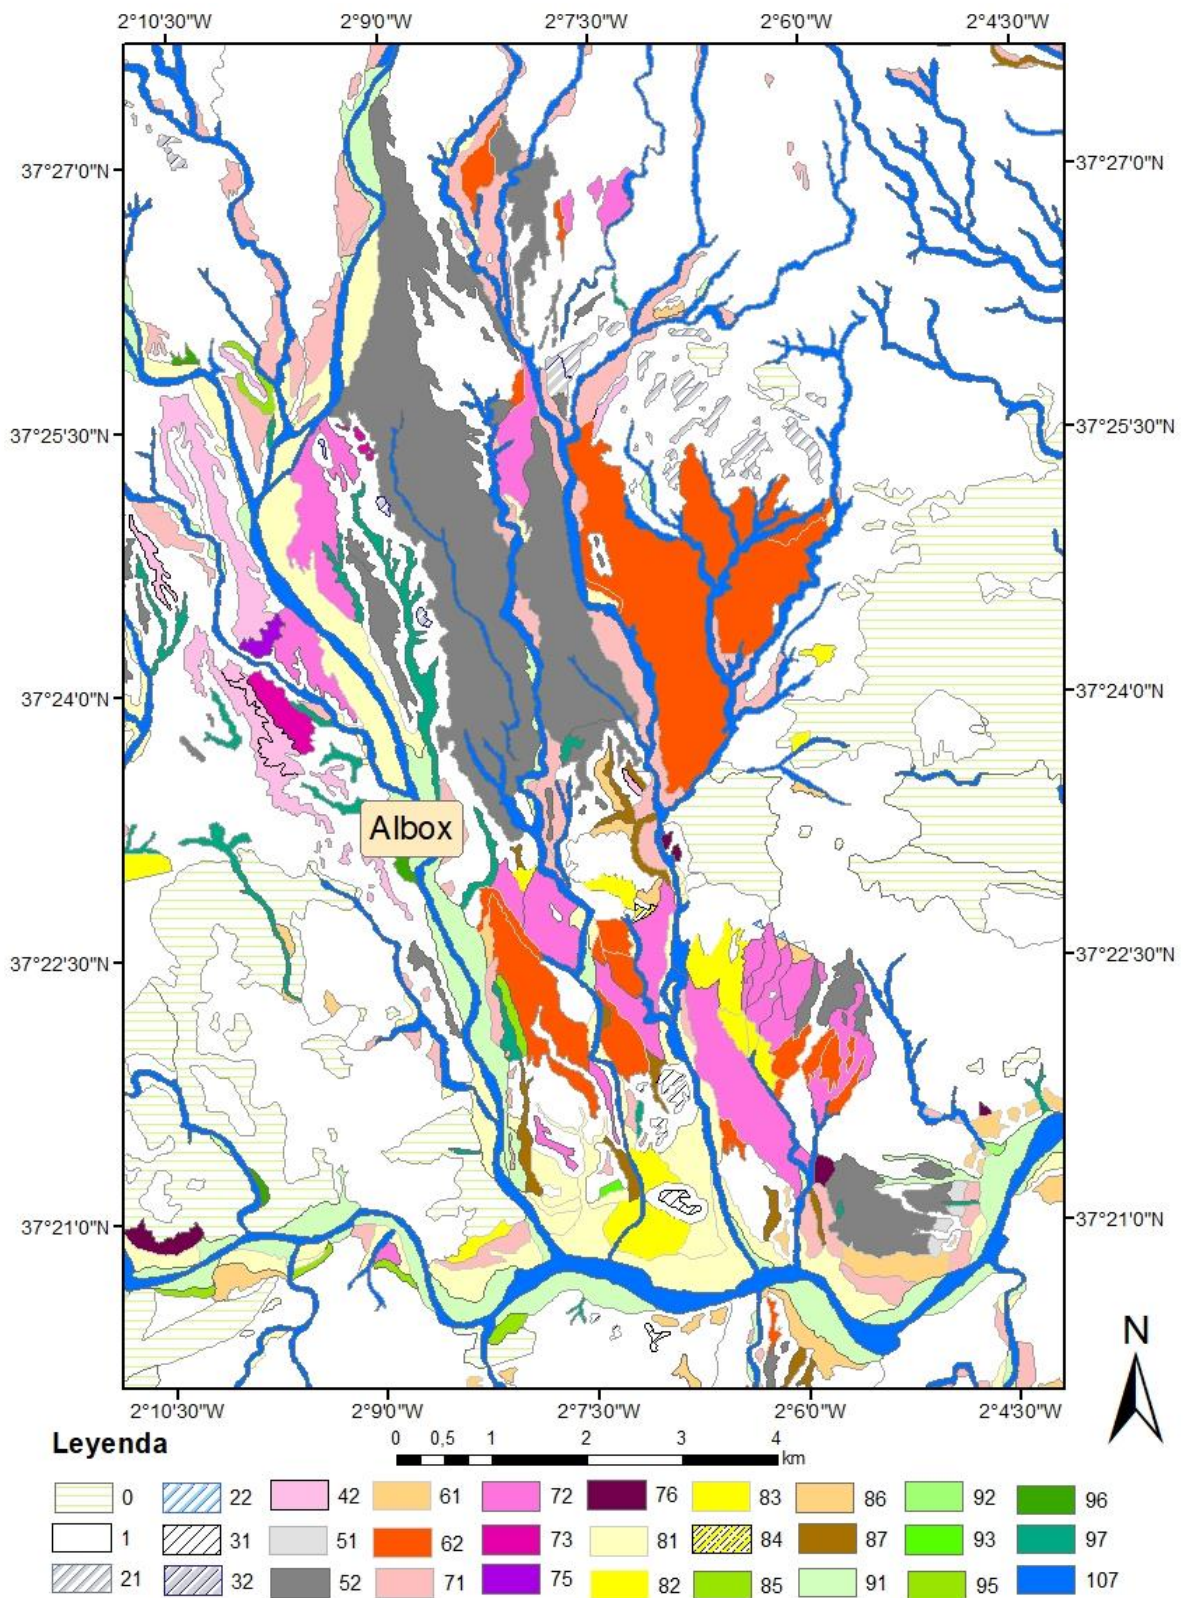 2°10'30"W 2°9'0"W 2°7'30"W 2°6'0"W 2°4'30"W
37°27'0"N 37°27'0"N
37°25'30"N 37°25'30"N
37°24'0"N 37°24'0"N
Albox
37°22'30"N 37°22'30"N
37°21'0"N 37°21'0"N
N
2°10'30"W 2°9'0"W 2°7'30"W 2°6'0"W 2°4'30"W
Leyenda
0 0,5 1 2 3 4
km
0 22 42 61 72 76 83 86 92 96
1 31 51 62 73 81 84 87 93 97
21 32 52 71 75 82 85 91 95 107